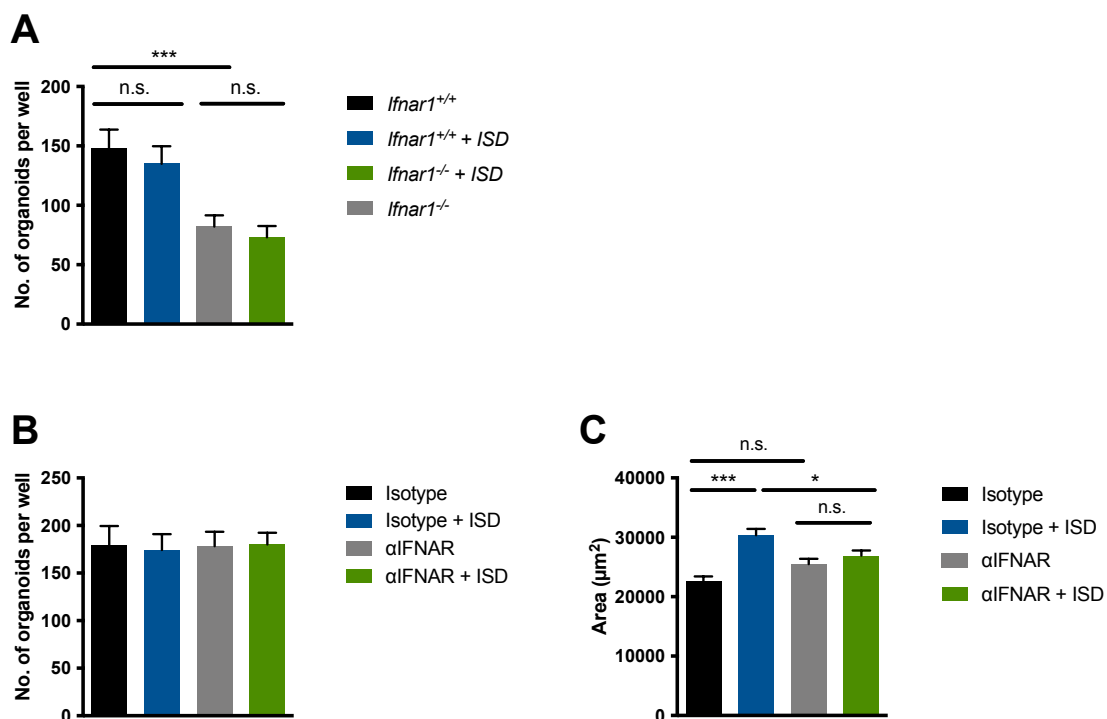 A
***
n.s.
n.s.
No. of organoids per well
200
150
100
50
0
Ifnar1+/+
Ifnar1+/+ + ISD
Ifnar1-/- + ISD
Ifnar1-/-
B
No. of organoids per well
250
200
150
100
50
0
Isotype
Isotype + ISD
αIFNAR
αIFNAR + ISD
C
n.s.
***
*
n.s.
Area (µm²)
40000
30000
20000
10000
0
Isotype
Isotype + ISD
αIFNAR
αIFNAR + ISD